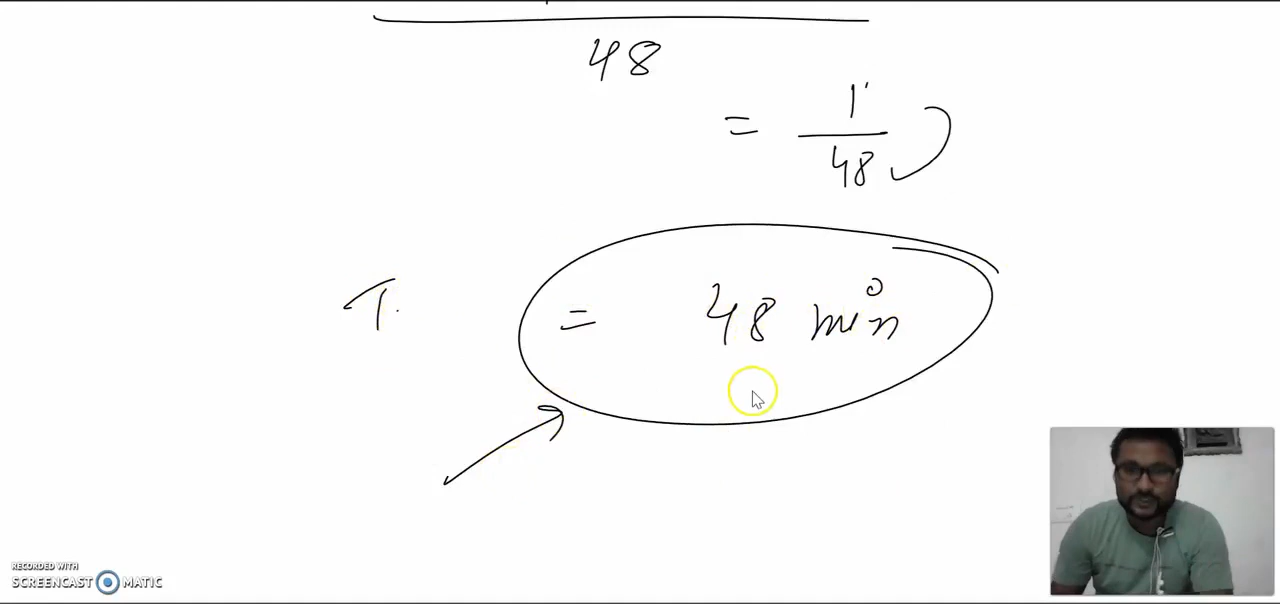 48
= 1
48
T = 48 min
RECORDED WITH
SCREENCAST MATIC